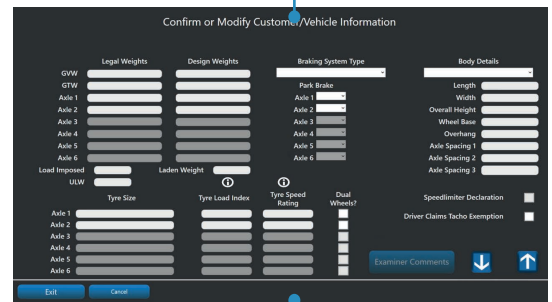 Confirm or Modify Customer/Vehicle Information
Legal Weights Design Weights Braking System Type Body Details
GVW
GTW Park Brake Length
Axle 1 Axle 1 Width
Axle 2 Axle 2 Overall Height
Axle 3 Axle 3 Wheel Base
Axle 4 Axle 4 Overhang
Axle 5 Axle 5 Axle Spacing 1
Axle 6 Axle 6 Axle Spacing 2
Load Imposed Laden Weight Axle Spacing 3
ULW
Tyre Size Tyre Load Index Tyre Speed Rating Dual Wheels? Speedlimiter Declaration
Axle 1 Driver Claims Tacho Exemption
Axle 2
Axle 3
Axle 4
Axle 5 Examiner Comments
Axle 6
Exit Cancel